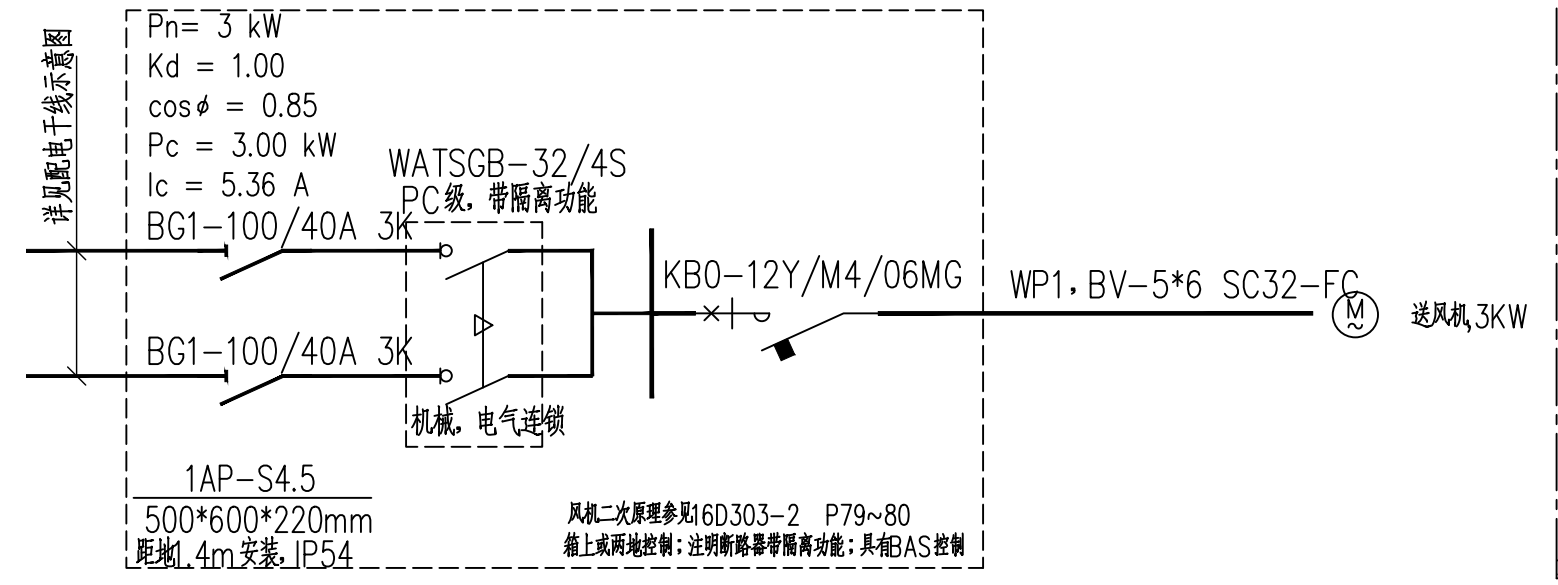 详见配电干线示意图
Pn= 3 kW
Kd = 1.00
cosϕ = 0.85
Pc = 3.00 kW
Ic = 5.36 A
WATSGB-32/4S
PC级，带隔离功能
BG1-100/40A 3K
KB0-12Y/M4/06MG
WP1，BV-5*6 SC32-FC
M
~
送风机,3KW
BG1-100/40A 3K
机械，电气连锁
1AP-S4.5
500*600*220mm
距地1.4m安装，IP54
风机二次原理参见16D303-2 P79~80
箱上或两地控制；注明断路器带隔离功能；具有BAS控制